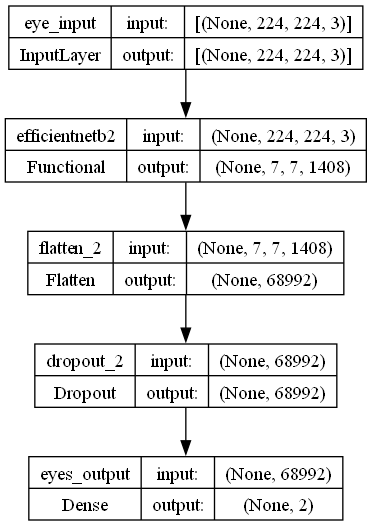 eye_input input: [(None, 224, 224, 3)]
InputLayer output: [(None, 224, 224, 3)]
efficientnetb2 input: (None, 224, 224, 3)
Functional output: (None, 7, 7, 1408)
flatten_2 input: (None, 7, 7, 1408)
Flatten output: (None, 68992)
dropout_2 input: (None, 68992)
Dropout output: (None, 68992)
eyes_output input: (None, 68992)
Dense output: (None, 2)